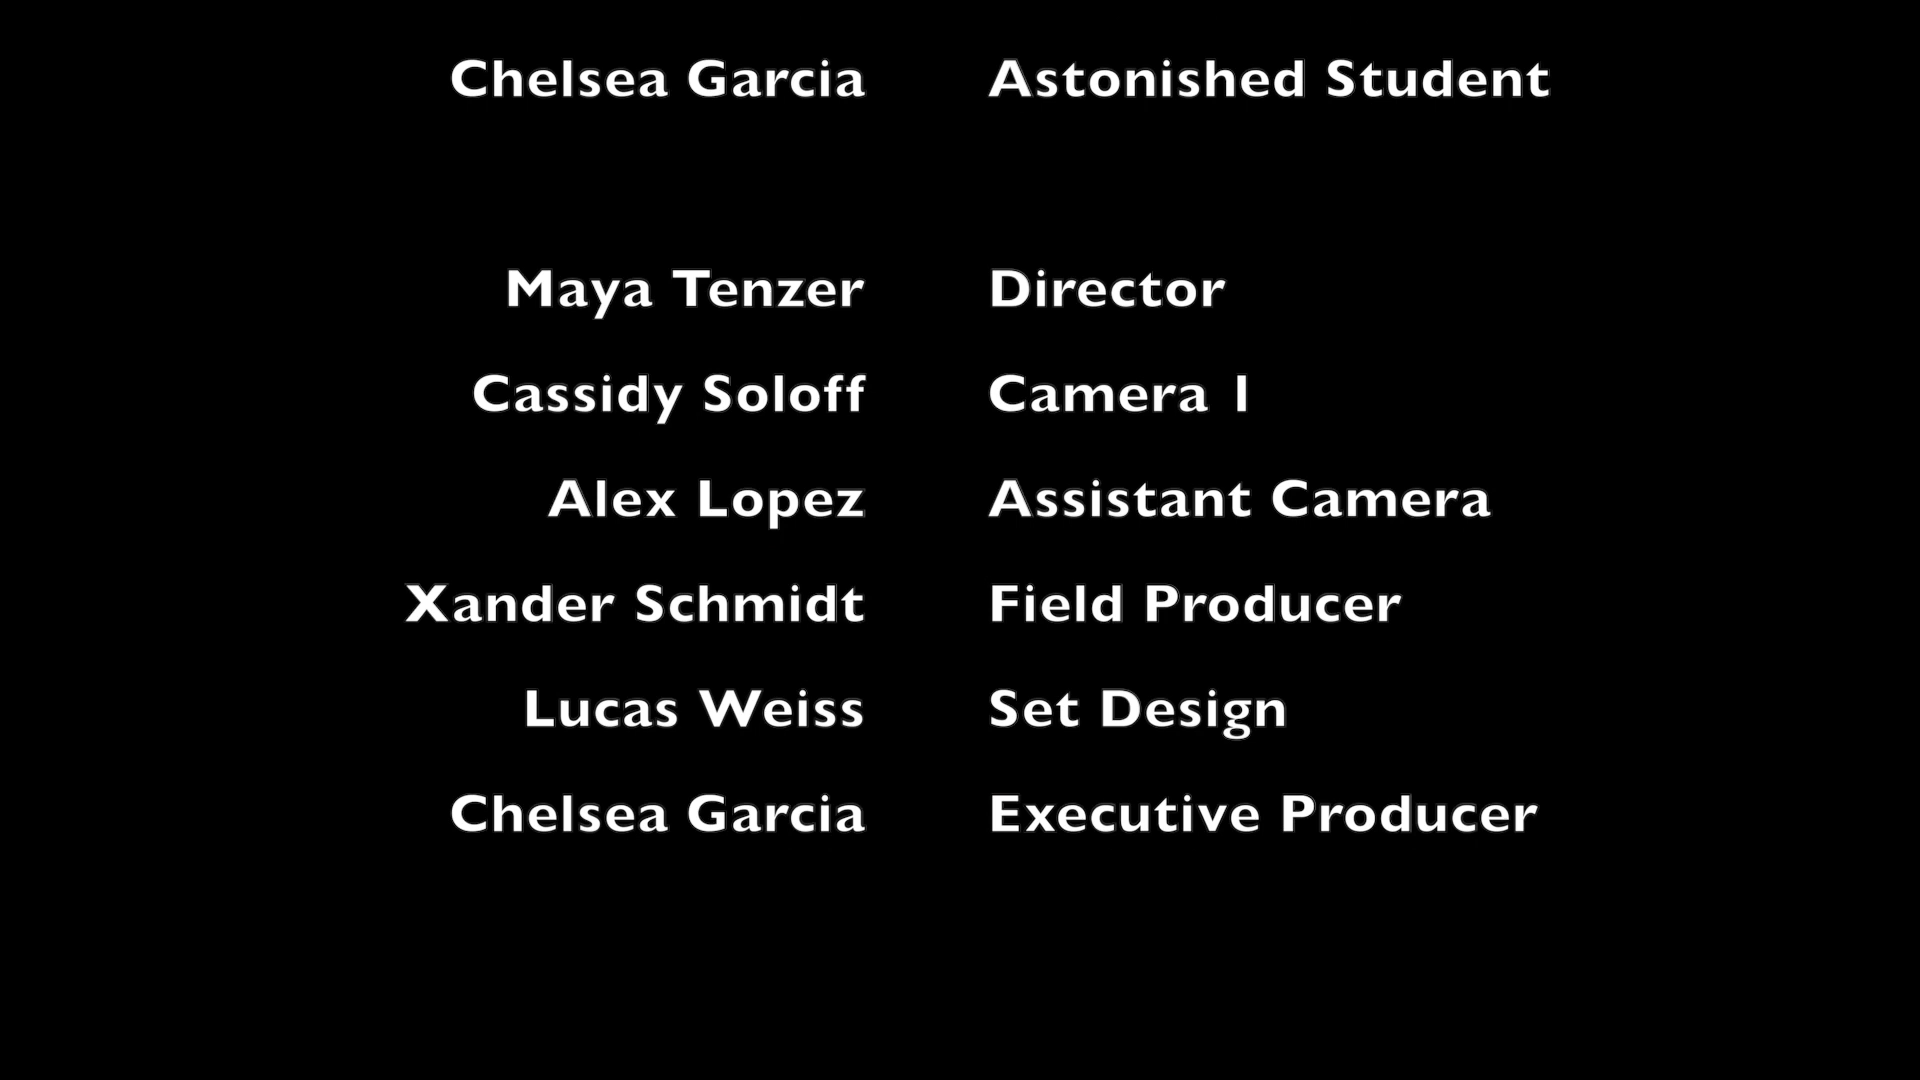 Chelsea Garcia Astonished Student
Maya Tenzer Director
Cassidy Soloff Camera 1
Alex Lopez Assistant Camera
Xander Schmidt Field Producer
Lucas Weiss Set Design
Chelsea Garcia Executive Producer